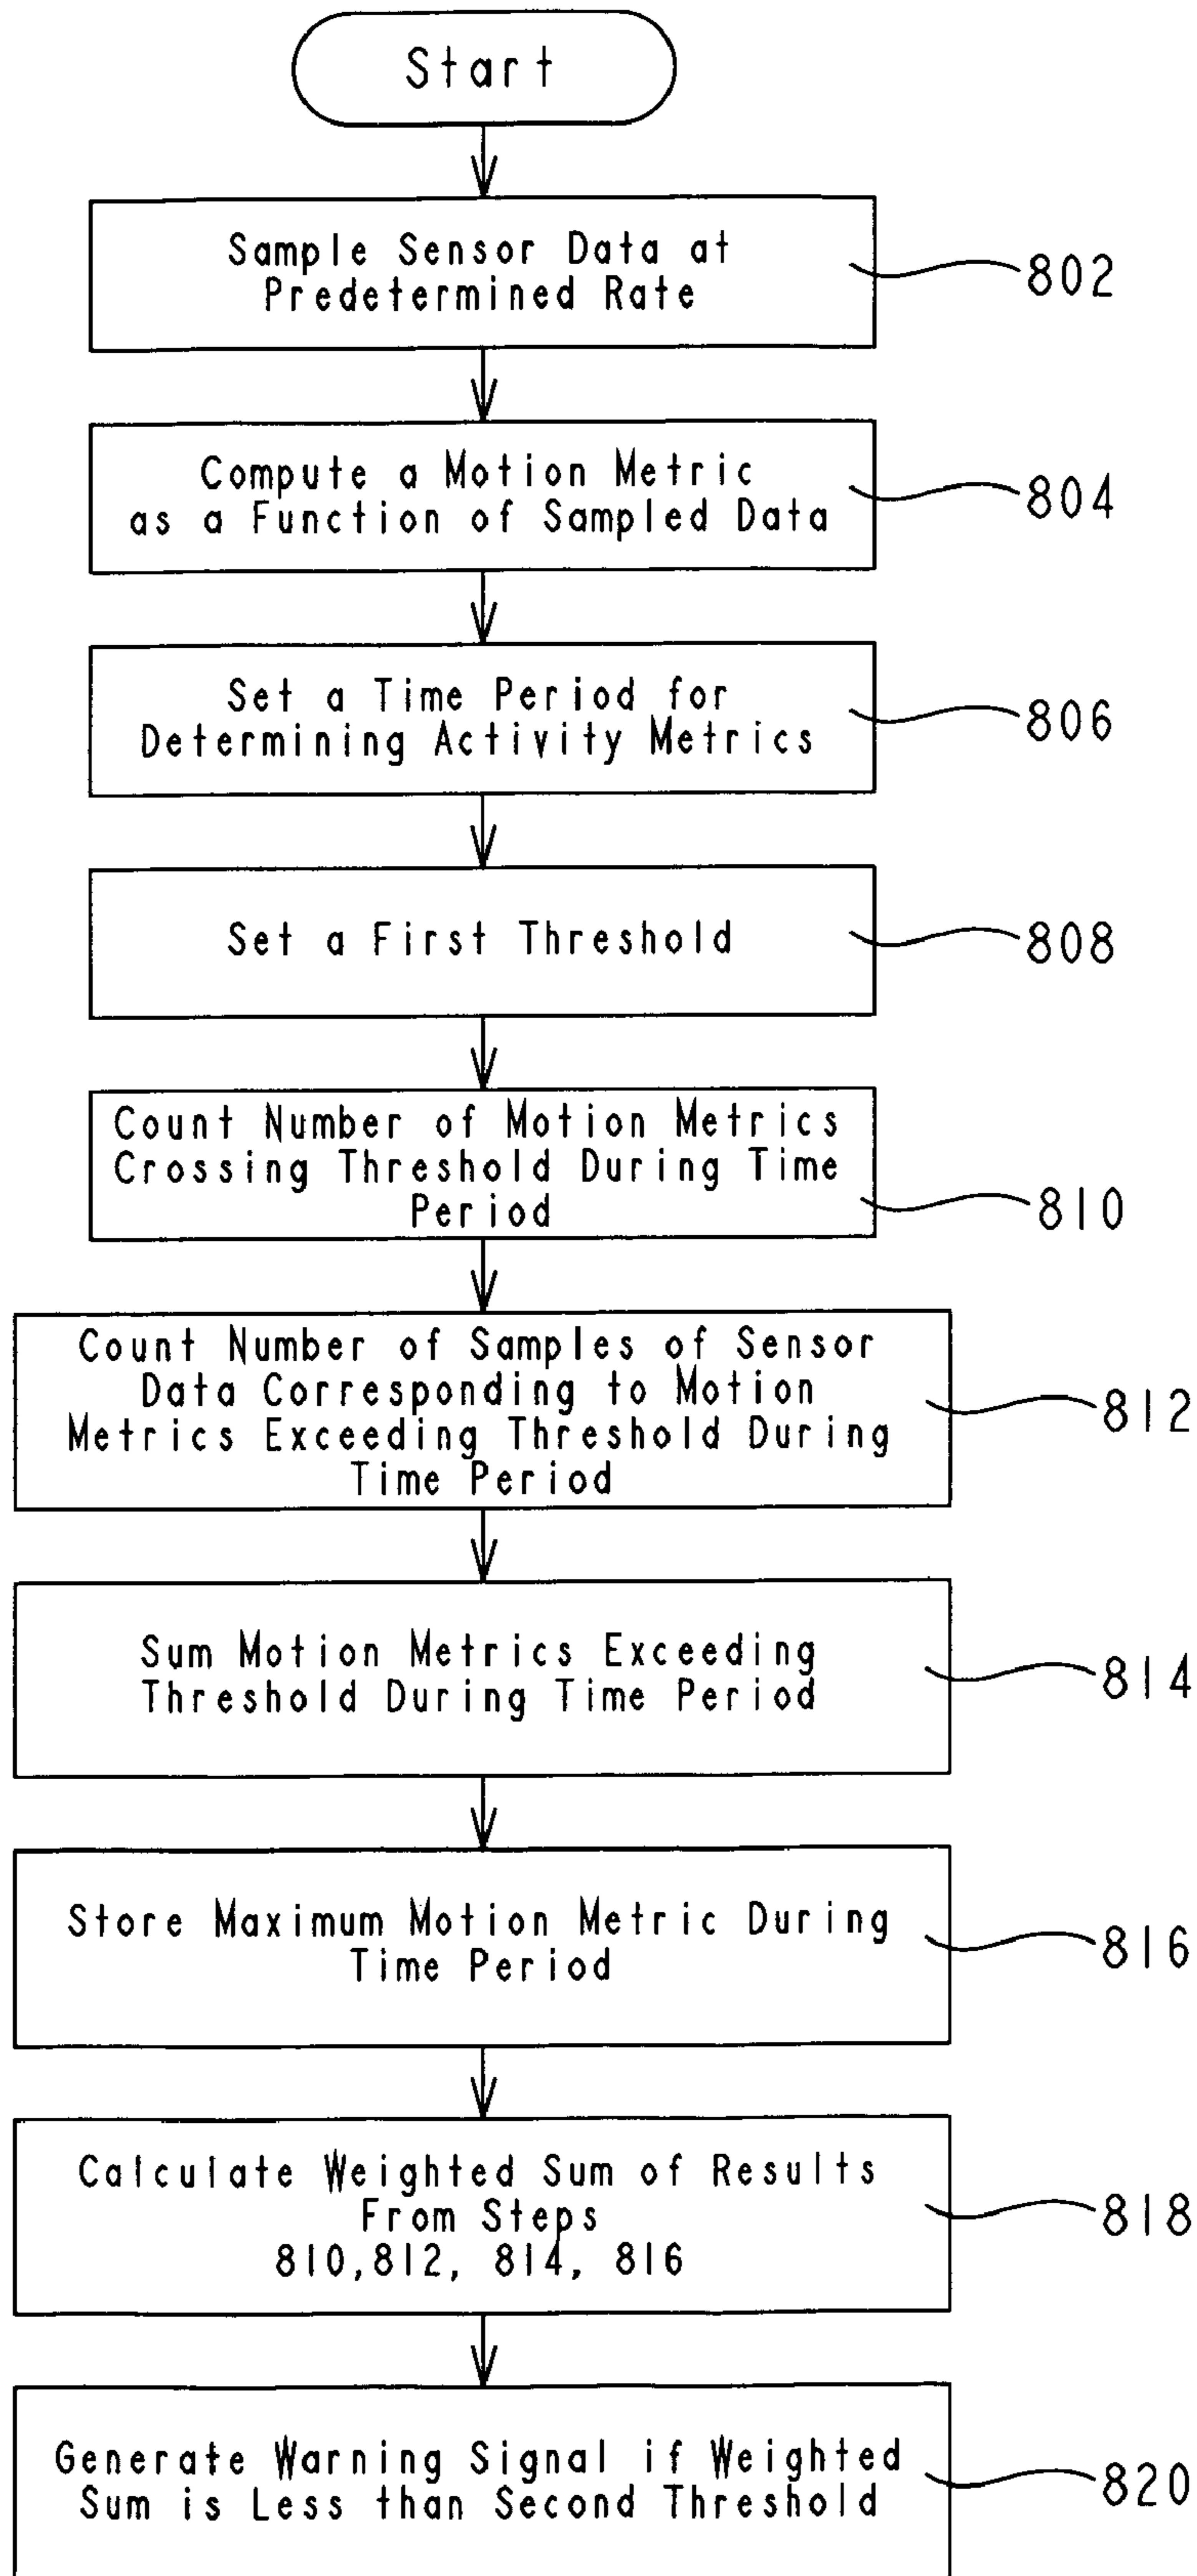 Start
Sample Sensor Data at
Predetermined Rate
802
Compute a Motion Metric
as a Function of Sampled Data
804
Set a Time Period for
Determining Activity Metrics
806
Set a First Threshold
808
Count Number of Motion Metrics
Crossing Threshold During Time
Period
810
Count Number of Samples of Sensor
Data Corresponding to Motion
Metrics Exceeding Threshold During
Time Period
812
Sum Motion Metrics Exceeding
Threshold During Time Period
814
Store Maximum Motion Metric During
Time Period
816
Calculate Weighted Sum of Results
From Steps
810,812, 814, 816
818
Generate Warning Signal if Weighted
Sum is Less than Second Threshold
820